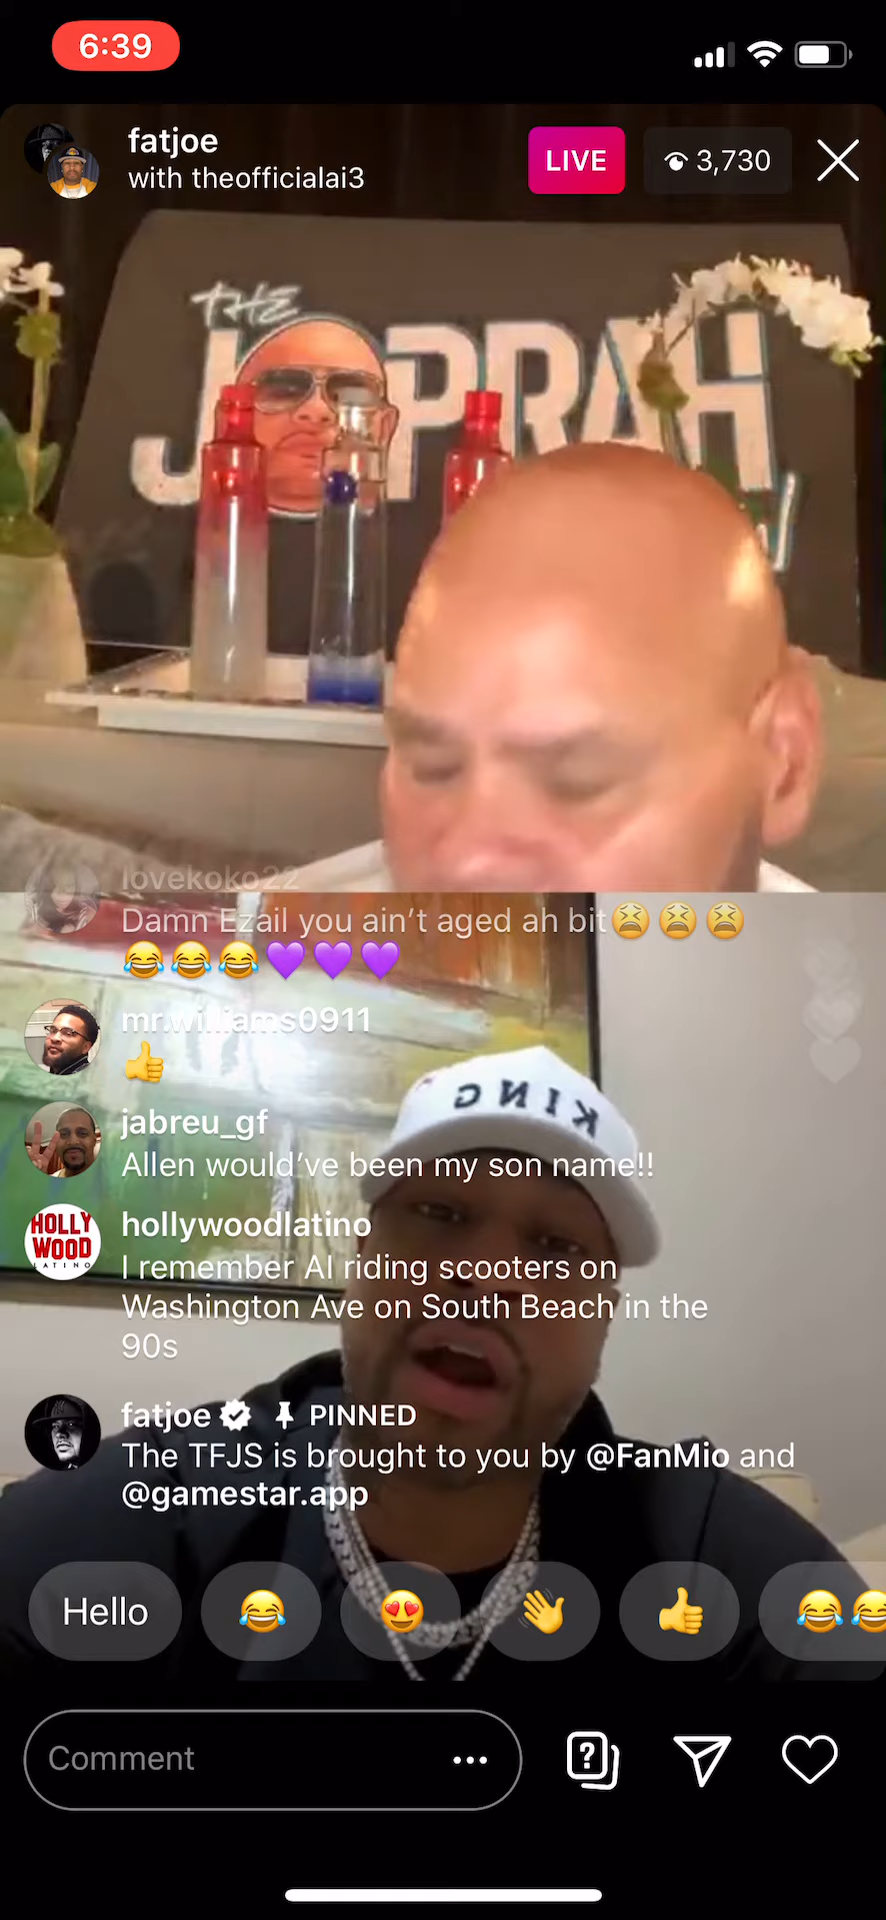 6:39
fatjoe
with theofficialai3
LIVE
3,730
THE
JOPRAH
lovekoko22
Damn Ezail you ain't aged ah bit😫😫😫
😂😂😂💜💜💜
mr.williams0911
👍
KING
jabreu_gf
Allen would've been my son name!!
HOLLY
WOOD
LATINO
hollywoodlatino
I remember AI riding scooters on
Washington Ave on South Beach in the
90s
fatjoe PINNED
The TFJS is brought to you by @FanMio and
@gamestar.app
Hello 😂 😍 👋 👍 😂😂
Comment ...